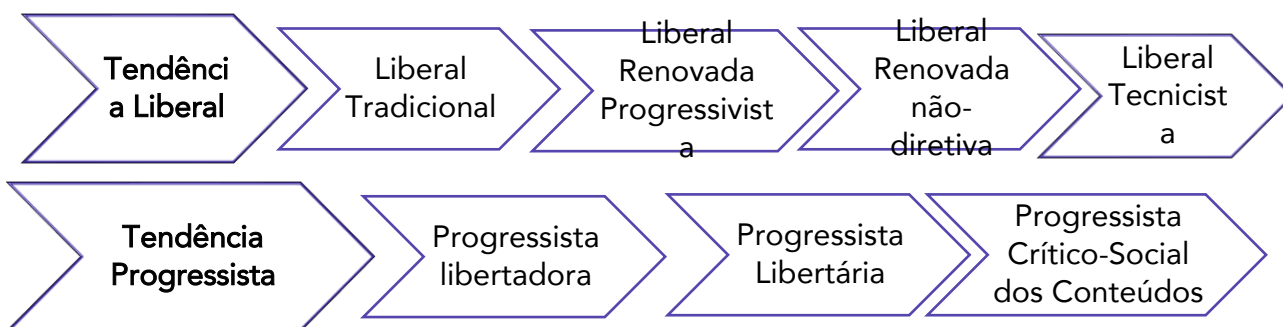 Tendênci
a Liberal
Liberal
Tradicional
Liberal
Renovada
Progressivist
a
Liberal
Renovada
não-
diretiva
Liberal
Tecnicist
a
Tendência
Progressista
Progressista
libertadora
Progressista
Libertária
Progressista
Crítico-Social
dos Conteúdos